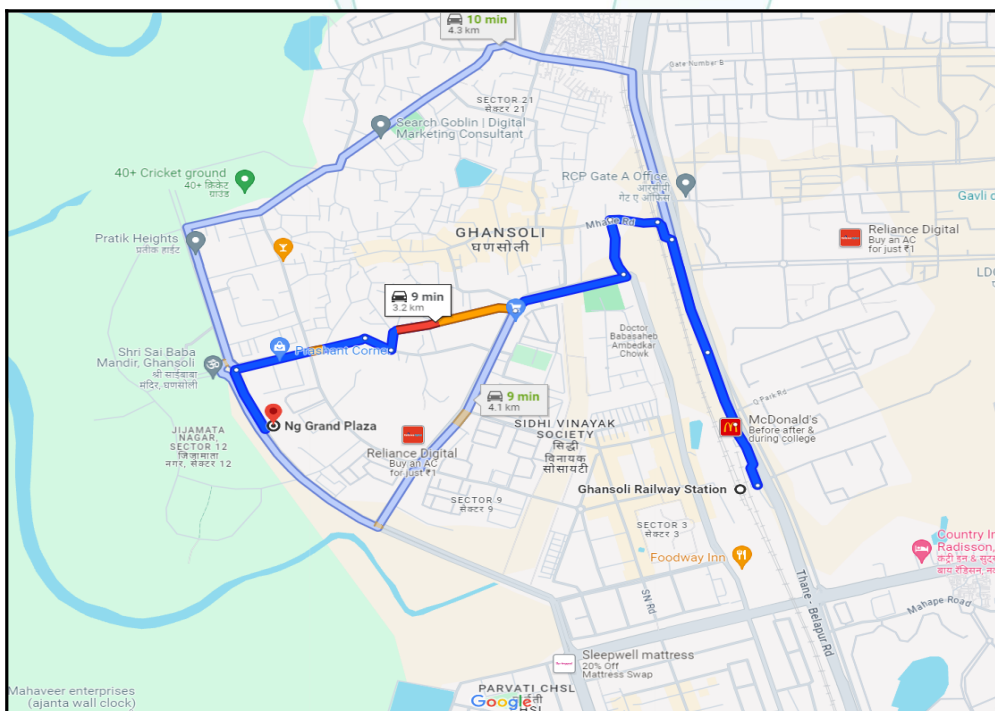 10 min
4.3 km
Gate Number B
SECTOR 21
सेक्टर 21
Search Goblin | Digital
Marketing Consultant
40+ Cricket ground
40+ क्रिकेट
ग्राउंड
RCP Gate A Office
आरसीपी
गेट ए ऑफिस
Gavli
Mhatre Rd
GHANSOLI
घणसोली
Reliance Digital
Buy an AC
for just ₹1
Pratik Heights
प्रतीक हाईट
9 min
3.2 km
Doctor
Babasaheb
Ambedkar
Chowk
Prashant Corner
Shri Sai Baba
Mandir, Ghansoli
श्री साईबाबा
मंदिर, घणसोली
Q Park Rd
9 min
4.1 km
McDonald's
Before after &
during college
Ng Grand Plaza
SIDHI VINAYAK
SOCIETY
सिद्धी
विनायक
सोसायटी
JIJAMATA
NAGAR,
SECTOR 12
जिजामाता
नगर, सेक्टर 12
Reliance Digital
Buy an AC
for just ₹1
Ghansoli Railway Station
SECTOR 9
सेक्टर 9
SECTOR 3
सेक्टर 3
Foodway Inn
Country In
Radisson,
कंट्री इन & सुट्स
बाय रॅडिसन,
Thane - Belapur Rd
SN Rd
Mahape Road
Sleepwell mattress
20% Off
Mattress Swap
PARVATI CHSL
Google
Mahaveer enterprises
(ajanta wall clock)